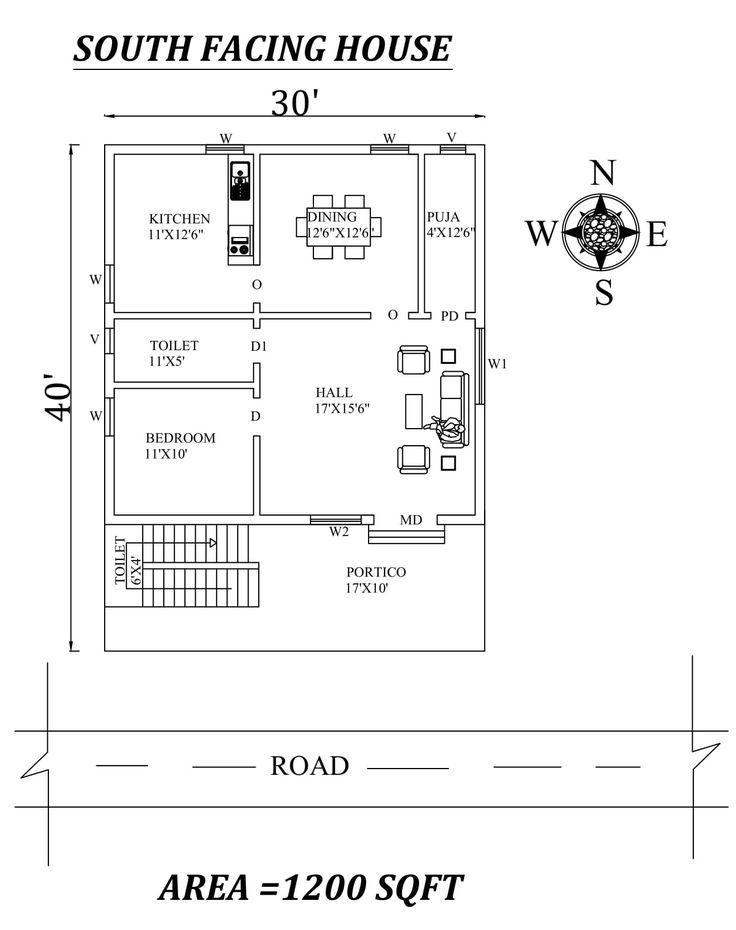 SOUTH FACING HOUSE
30'
40'
W
W
V
N
W
E
S
KITCHEN
11'X12'6"
DINING
12'6"X12'6"
PUJA
4'X12'6"
W
O
O
PD
V
TOILET
11'X5'
D1
W1
HALL
17'X15'6"
W
D
BEDROOM
11'X10'
MD
W2
TOILET
6'X4'
PORTICO
17'X10'
ROAD
AREA =1200 SQFT